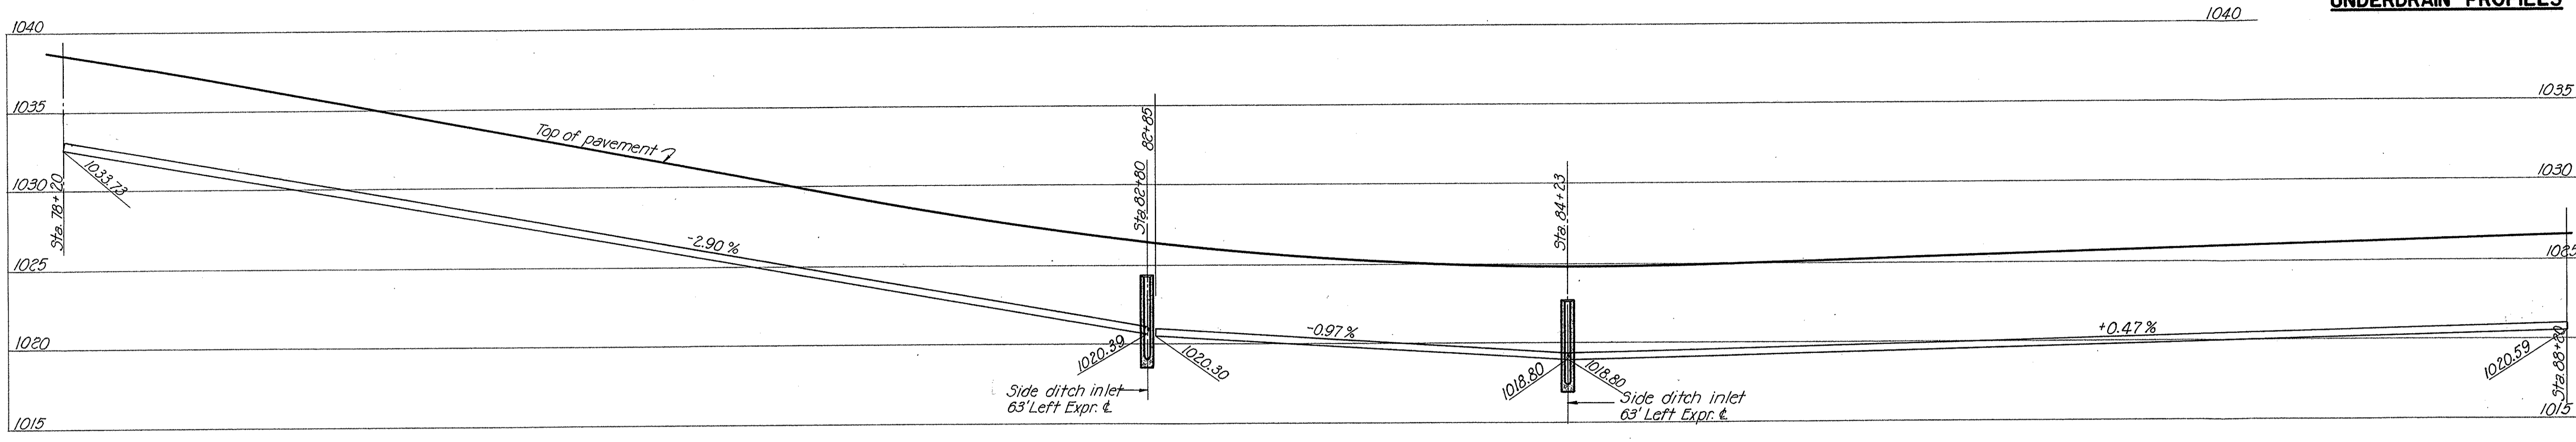 UNDERDRAIN PROFILES
1040
1040
1035
1035
Top of pavement
82+85
Sta. 82+80
Sta. 84+23
1030
1030
1033.73
Sta. 78+20
-2.90 %
1025
1025
-0.97 %
+0.47 %
1020
1020.39
1020.30
1018.80
1018.80
1020.59
Sta. 88+80
Side ditch inlet
63' Left Expr. ℄
Side ditch inlet
63' Left Expr. ℄
1015
1015